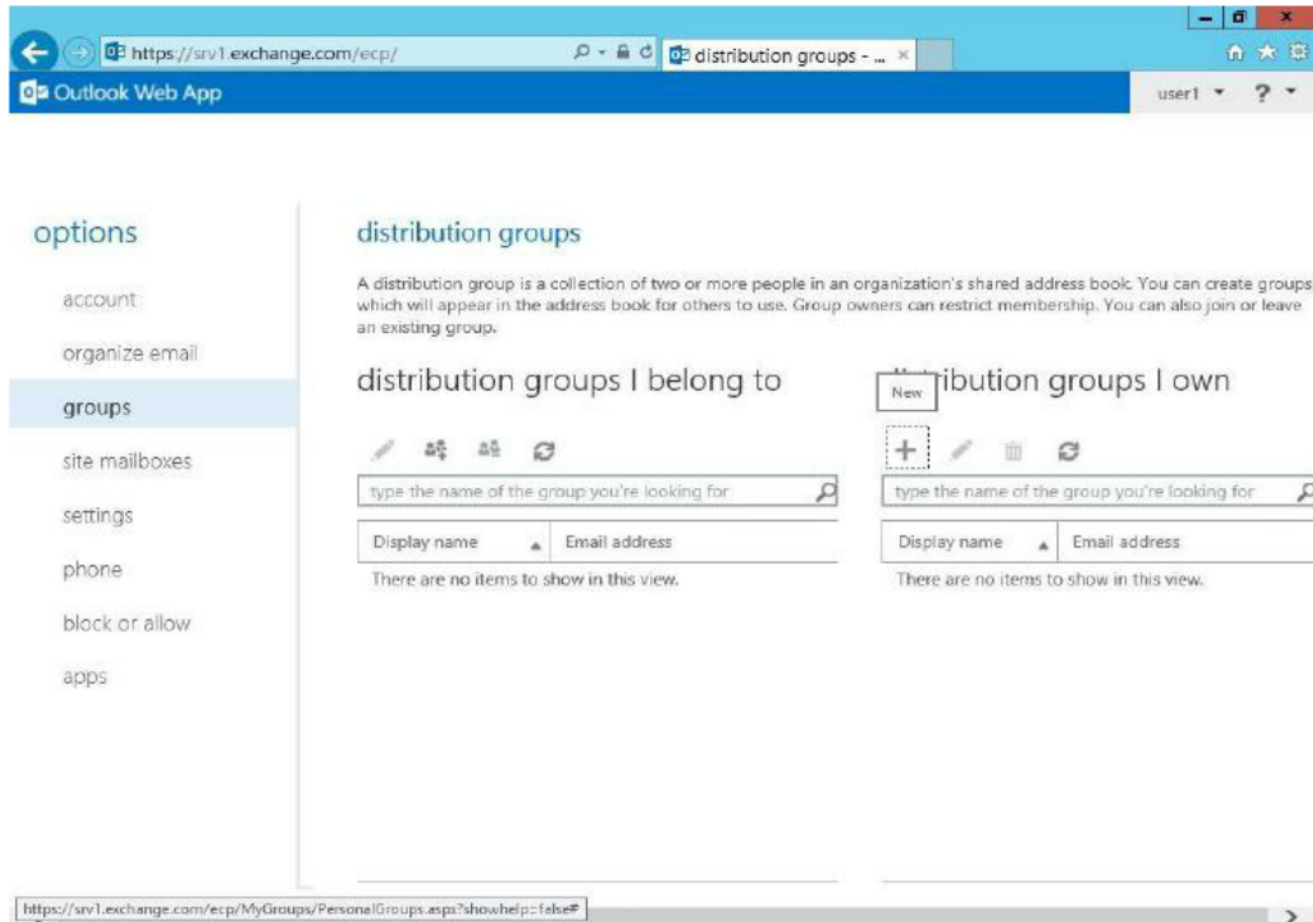 https://srv1.exchange.com/ecp/
distribution groups - ...
Outlook Web App
user1
?
options
account
organize email
groups
site mailboxes
settings
phone
block or allow
apps
distribution groups
A distribution group is a collection of two or more people in an organization's shared address book. You can create groups
which will appear in the address book for others to use. Group owners can restrict membership. You can also join or leave
an existing group.
distribution groups I belong to
type the name of the group you're looking for
Display name Email address
There are no items to show in this view.
ribution groups I own
New
type the name of the group you're looking for
Display name Email address
There are no items to show in this view.
https://srv1.exchange.com/ecp/MyGroups/PersonalGroups.aspx?showhelp=false#